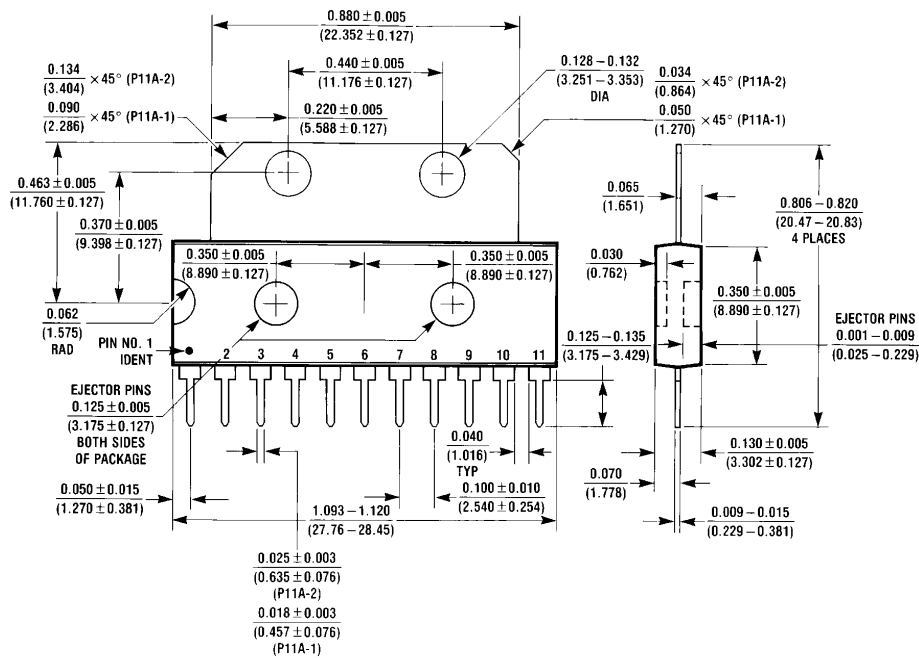 0.880 ± 0.005
(22.352 ± 0.127)
0.134
(3.404)
× 45° (P11A-2)
0.090
(2.286)
× 45° (P11A-1)
0.440 ± 0.005
(11.176 ± 0.127)
0.220 ± 0.005
(5.588 ± 0.127)
0.128 – 0.132
(3.251 – 3.353)
DIA
0.034
(0.864)
× 45° (P11A-2)
0.050
(1.270)
× 45° (P11A-1)
0.463 ± 0.005
(11.760 ± 0.127)
0.370 ± 0.005
(9.398 ± 0.127)
0.065
(1.651)
0.806 – 0.820
(20.47 – 20.83)
4 PLACES
0.350 ± 0.005
(8.890 ± 0.127)
0.350 ± 0.005
(8.890 ± 0.127)
0.030
(0.762)
0.350 ± 0.005
(8.890 ± 0.127)
0.062
(1.575)
RAD
PIN NO. 1
IDENT
2 3 4 5 6 7 8 9 10 11
0.125 – 0.135
(3.175 – 3.429)
EJECTOR PINS
0.001 – 0.009
(0.025 – 0.229)
EJECTOR PINS
0.125 ± 0.005
(3.175 ± 0.127)
BOTH SIDES
OF PACKAGE
0.040
(1.016)
TYP
0.130 ± 0.005
(3.302 ± 0.127)
0.070
(1.778)
0.050 ± 0.015
(1.270 ± 0.381)
0.100 ± 0.010
(2.540 ± 0.254)
1.093 – 1.120
(27.76 – 28.45)
0.009 – 0.015
(0.229 – 0.381)
0.025 ± 0.003
(0.635 ± 0.076)
(P11A-2)
0.018 ± 0.003
(0.457 ± 0.076)
(P11A-1)